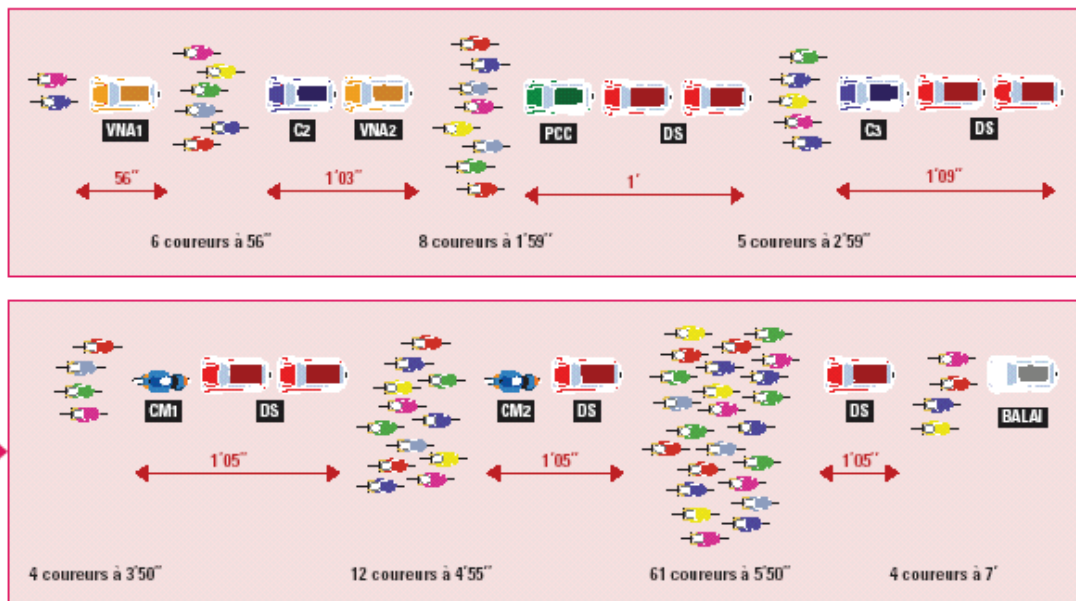 VNA1 C2 VNA2 PCC DS C3 DS
56″ 1′03″ 1′ 1′09″
6 coureurs à 56″ 8 coureurs à 1′59″ 5 coureurs à 2′59″
CM1 DS CM2 DS DS BALAI
1′05″ 1′05″ 1′05″
4 coureurs à 3′50″ 12 coureurs à 4′55″ 61 coureurs à 5′50″ 4 coureurs à 7′